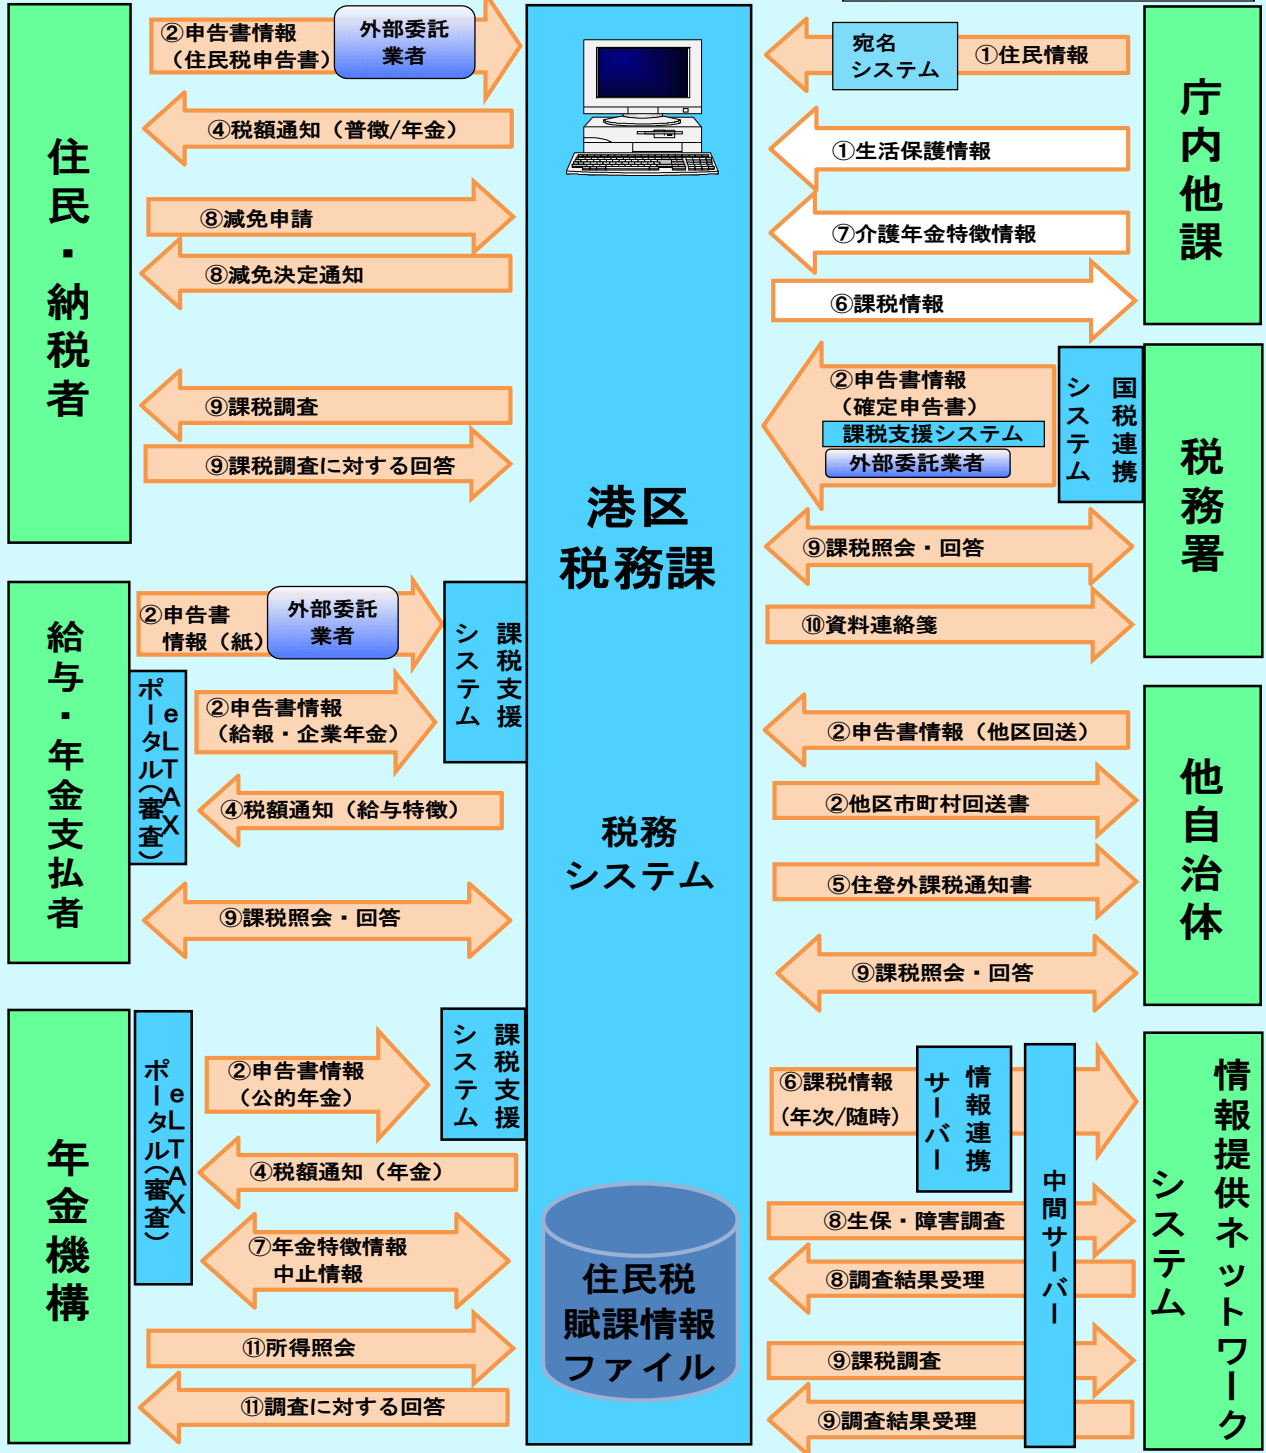 住民・納税者
②申告書情報
（住民税申告書）
外部委託
業者
④税額通知（普徴/年金）
⑧減免申請
⑧減免決定通知
⑨課税調査
⑨課税調査に対する回答
給与・年金支払者
②申告書
情報（紙）
外部委託
業者
課税支援
システム
eLTAX
ポータル（審査）
②申告書情報
（給報・企業年金）
④税額通知（給与特徴）
⑨課税照会・回答
年金機構
eLTAX
ポータル（審査）
②申告書情報
（公的年金）
課税支援
システム
④税額通知（年金）
⑦年金特徴情報
中止情報
⑪所得照会
⑪調査に対する回答
港区
税務課
税務
システム
住民税
賦課情報
ファイル
宛名
システム
①住民情報
①生活保護情報
⑦介護年金特徴情報
⑥課税情報
庁内他課
②申告書情報
（確定申告書）
課税支援システム
外部委託業者
国税連携
システム
⑨課税照会・回答
⑩資料連絡箋
税務署
②申告書情報（他区回送）
②他区市町村回送書
⑤住登外課税通知書
⑨課税照会・回答
他自治体
⑥課税情報
（年次/随時）
情報連携
サーバー
中間サーバー
⑧生保・障害調査
⑧調査結果受理
⑨課税調査
⑨調査結果受理
情報提供ネットワーク
システム